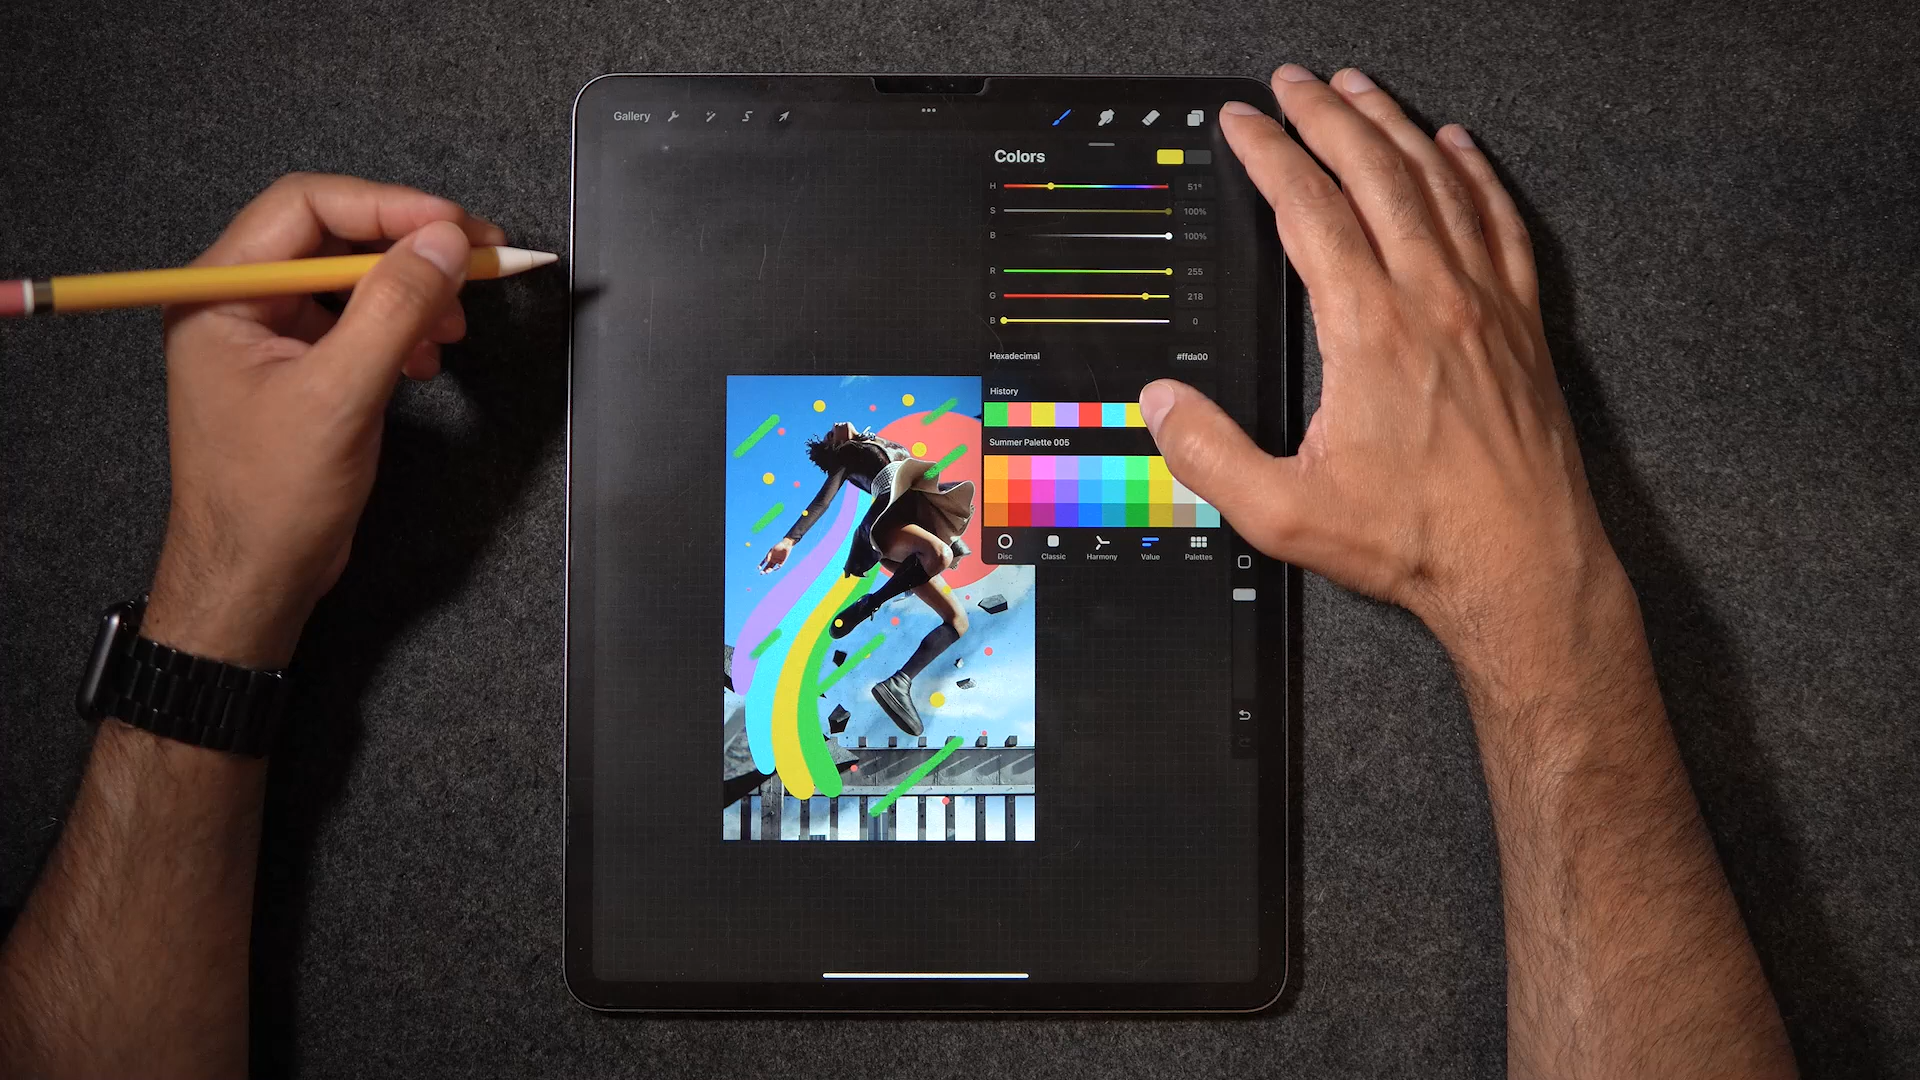 Gallery
Colors
H 51°
S 100%
B 100%
R 255
G 218
B 0
Hexadecimal #ffda00
History
Summer Palette 005
Disc Classic Harmony Value Palettes